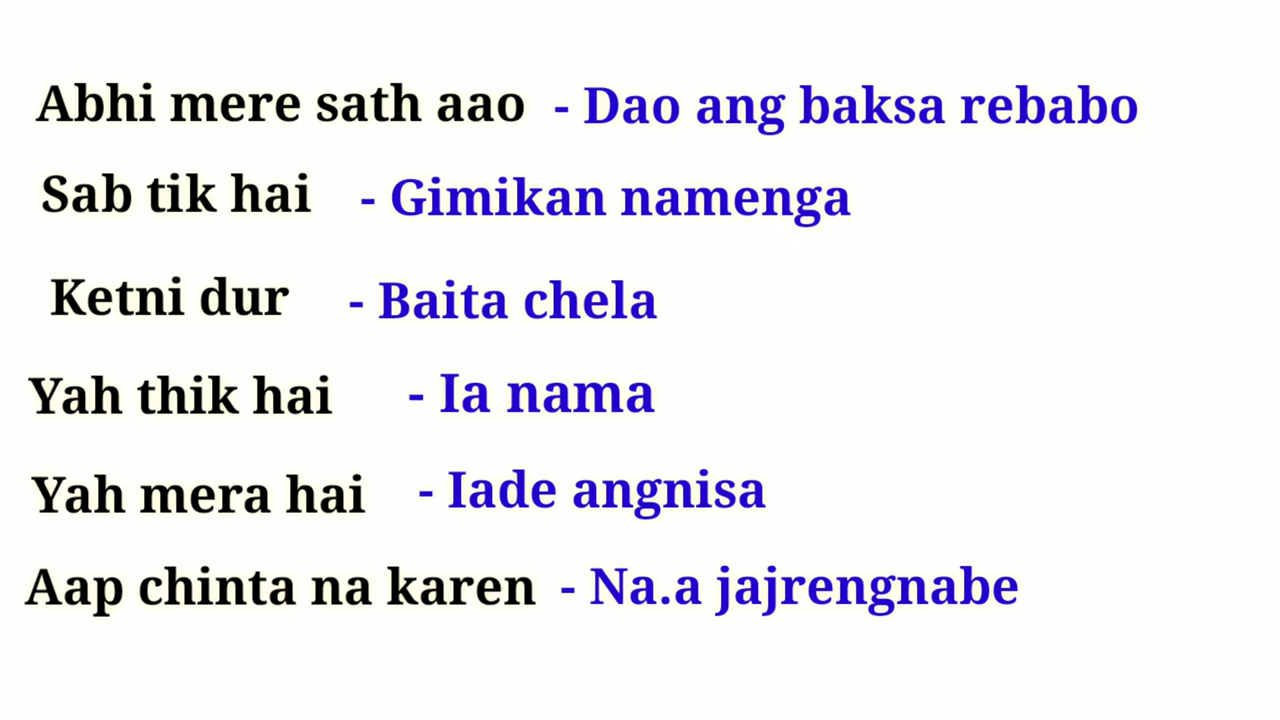 Abhi mere sath aao - Dao ang baksa rebabo
Sab tik hai - Gimikan namenga
Ketni dur - Baita chela
Yah thik hai - Ia nama
Yah mera hai - Iade angnisa
Aap chinta na karen - Na.a jajrengnabe